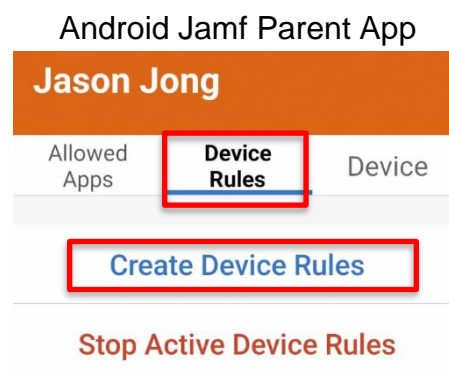 Android Jamf Parent App
Jason Jong
Allowed
Apps
Device
Rules
Device
Create Device Rules
Stop Active Device Rules